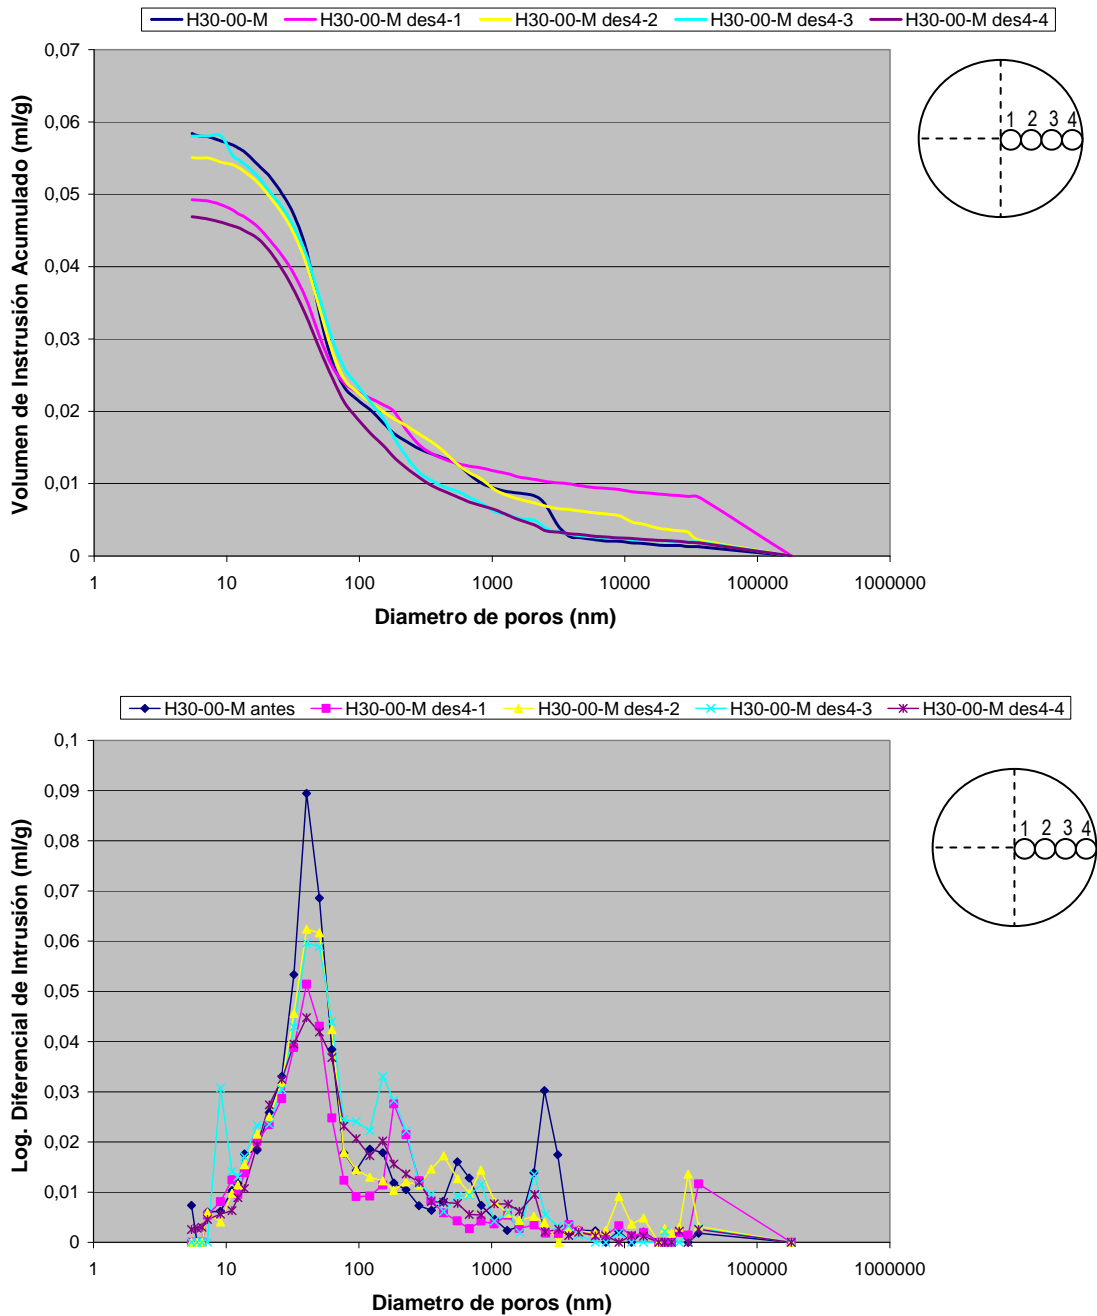 H30-00-M H30-00-M des4-1 H30-00-M des4-2 H30-00-M des4-3 H30-00-M des4-4
0,07
0,06
0,05
0,04
0,03
0,02
0,01
0
Volumen de Instrusión Acumulado (ml/g)
1 10 100 1000 10000 100000 1000000
Diametro de poros (nm)
1 2 3 4
H30-00-M antes H30-00-M des4-1 H30-00-M des4-2 H30-00-M des4-3 H30-00-M des4-4
0,1
0,09
0,08
0,07
0,06
0,05
0,04
0,03
0,02
0,01
0
Log. Diferencial de Intrusión (ml/g)
1 10 100 1000 10000 100000 1000000
Diametro de poros (nm)
1 2 3 4